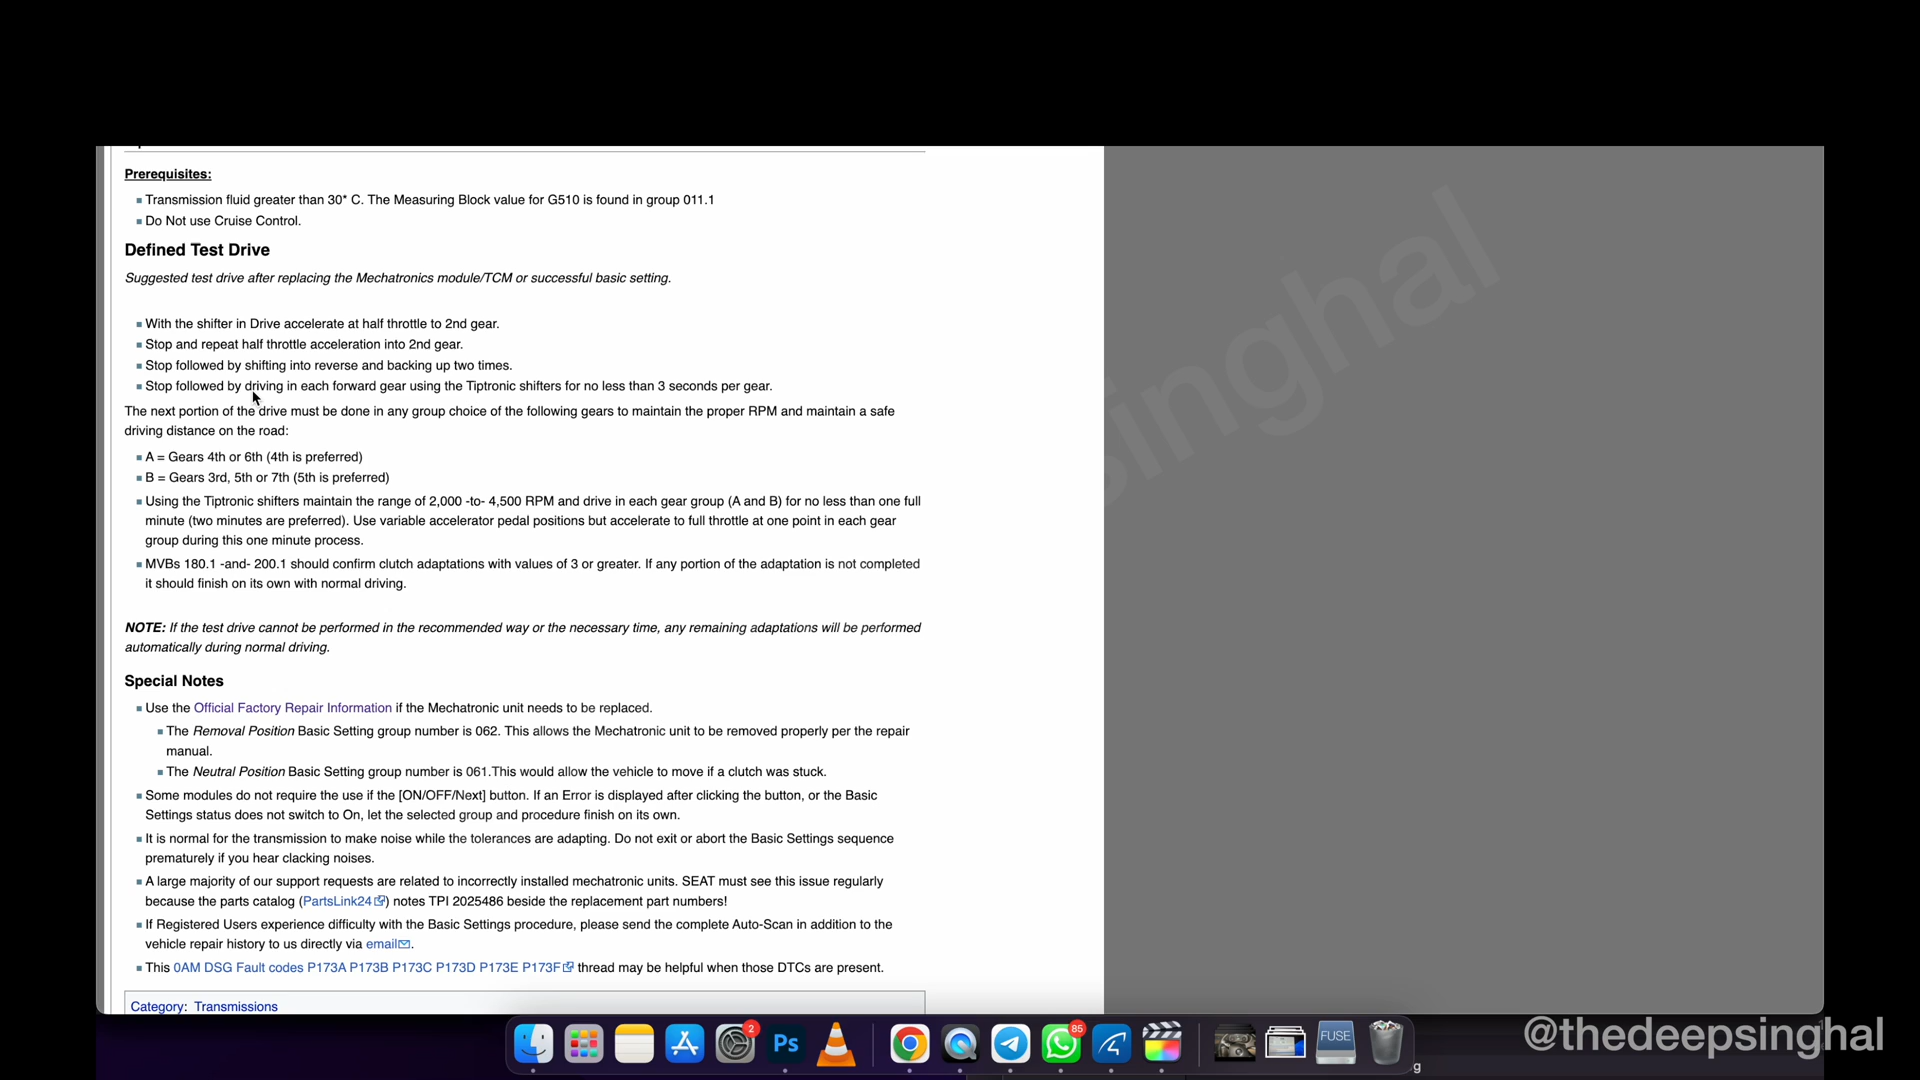 Prerequisites:
Transmission fluid greater than 30* C. The Measuring Block value for G510 is found in group 011.1
Do Not use Cruise Control.
Defined Test Drive
Suggested test drive after replacing the Mechatronics module/TCM or successful basic setting.
With the shifter in Drive accelerate at half throttle to 2nd gear.
Stop and repeat half throttle acceleration into 2nd gear.
Stop followed by shifting into reverse and backing up two times.
Stop followed by driving in each forward gear using the Tiptronic shifters for no less than 3 seconds per gear.
The next portion of the drive must be done in any group choice of the following gears to maintain the proper RPM and maintain a safe
driving distance on the road:
A = Gears 4th or 6th (4th is preferred)
B = Gears 3rd, 5th or 7th (5th is preferred)
Using the Tiptronic shifters maintain the range of 2,000 -to- 4,500 RPM and drive in each gear group (A and B) for no less than one full
minute (two minutes are preferred). Use variable accelerator pedal positions but accelerate to full throttle at one point in each gear
group during this one minute process.
MVBs 180.1 -and- 200.1 should confirm clutch adaptations with values of 3 or greater. If any portion of the adaptation is not completed
it should finish on its own with normal driving.
NOTE: If the test drive cannot be performed in the recommended way or the necessary time, any remaining adaptations will be performed
automatically during normal driving.
Special Notes
Use the Official Factory Repair Information if the Mechatronic unit needs to be replaced.
The Removal Position Basic Setting group number is 062. This allows the Mechatronic unit to be removed properly per the repair
manual.
The Neutral Position Basic Setting group number is 061.This would allow the vehicle to move if a clutch was stuck.
Some modules do not require the use if the [ON/OFF/Next] button. If an Error is displayed after clicking the button, or the Basic
Settings status does not switch to On, let the selected group and procedure finish on its own.
It is normal for the transmission to make noise while the tolerances are adapting. Do not exit or abort the Basic Settings sequence
prematurely if you hear clacking noises.
A large majority of our support requests are related to incorrectly installed mechatronic units. SEAT must see this issue regularly
because the parts catalog (PartsLink24) notes TPI 2025486 beside the replacement part numbers!
If Registered Users experience difficulty with the Basic Settings procedure, please send the complete Auto-Scan in addition to the
vehicle repair history to us directly via email.
This 0AM DSG Fault codes P173A P173B P173C P173D P173E P173F thread may be helpful when those DTCs are present.
Category: Transmissions
singhal
2
Ps
85
FUSE
@thedeepsinghal